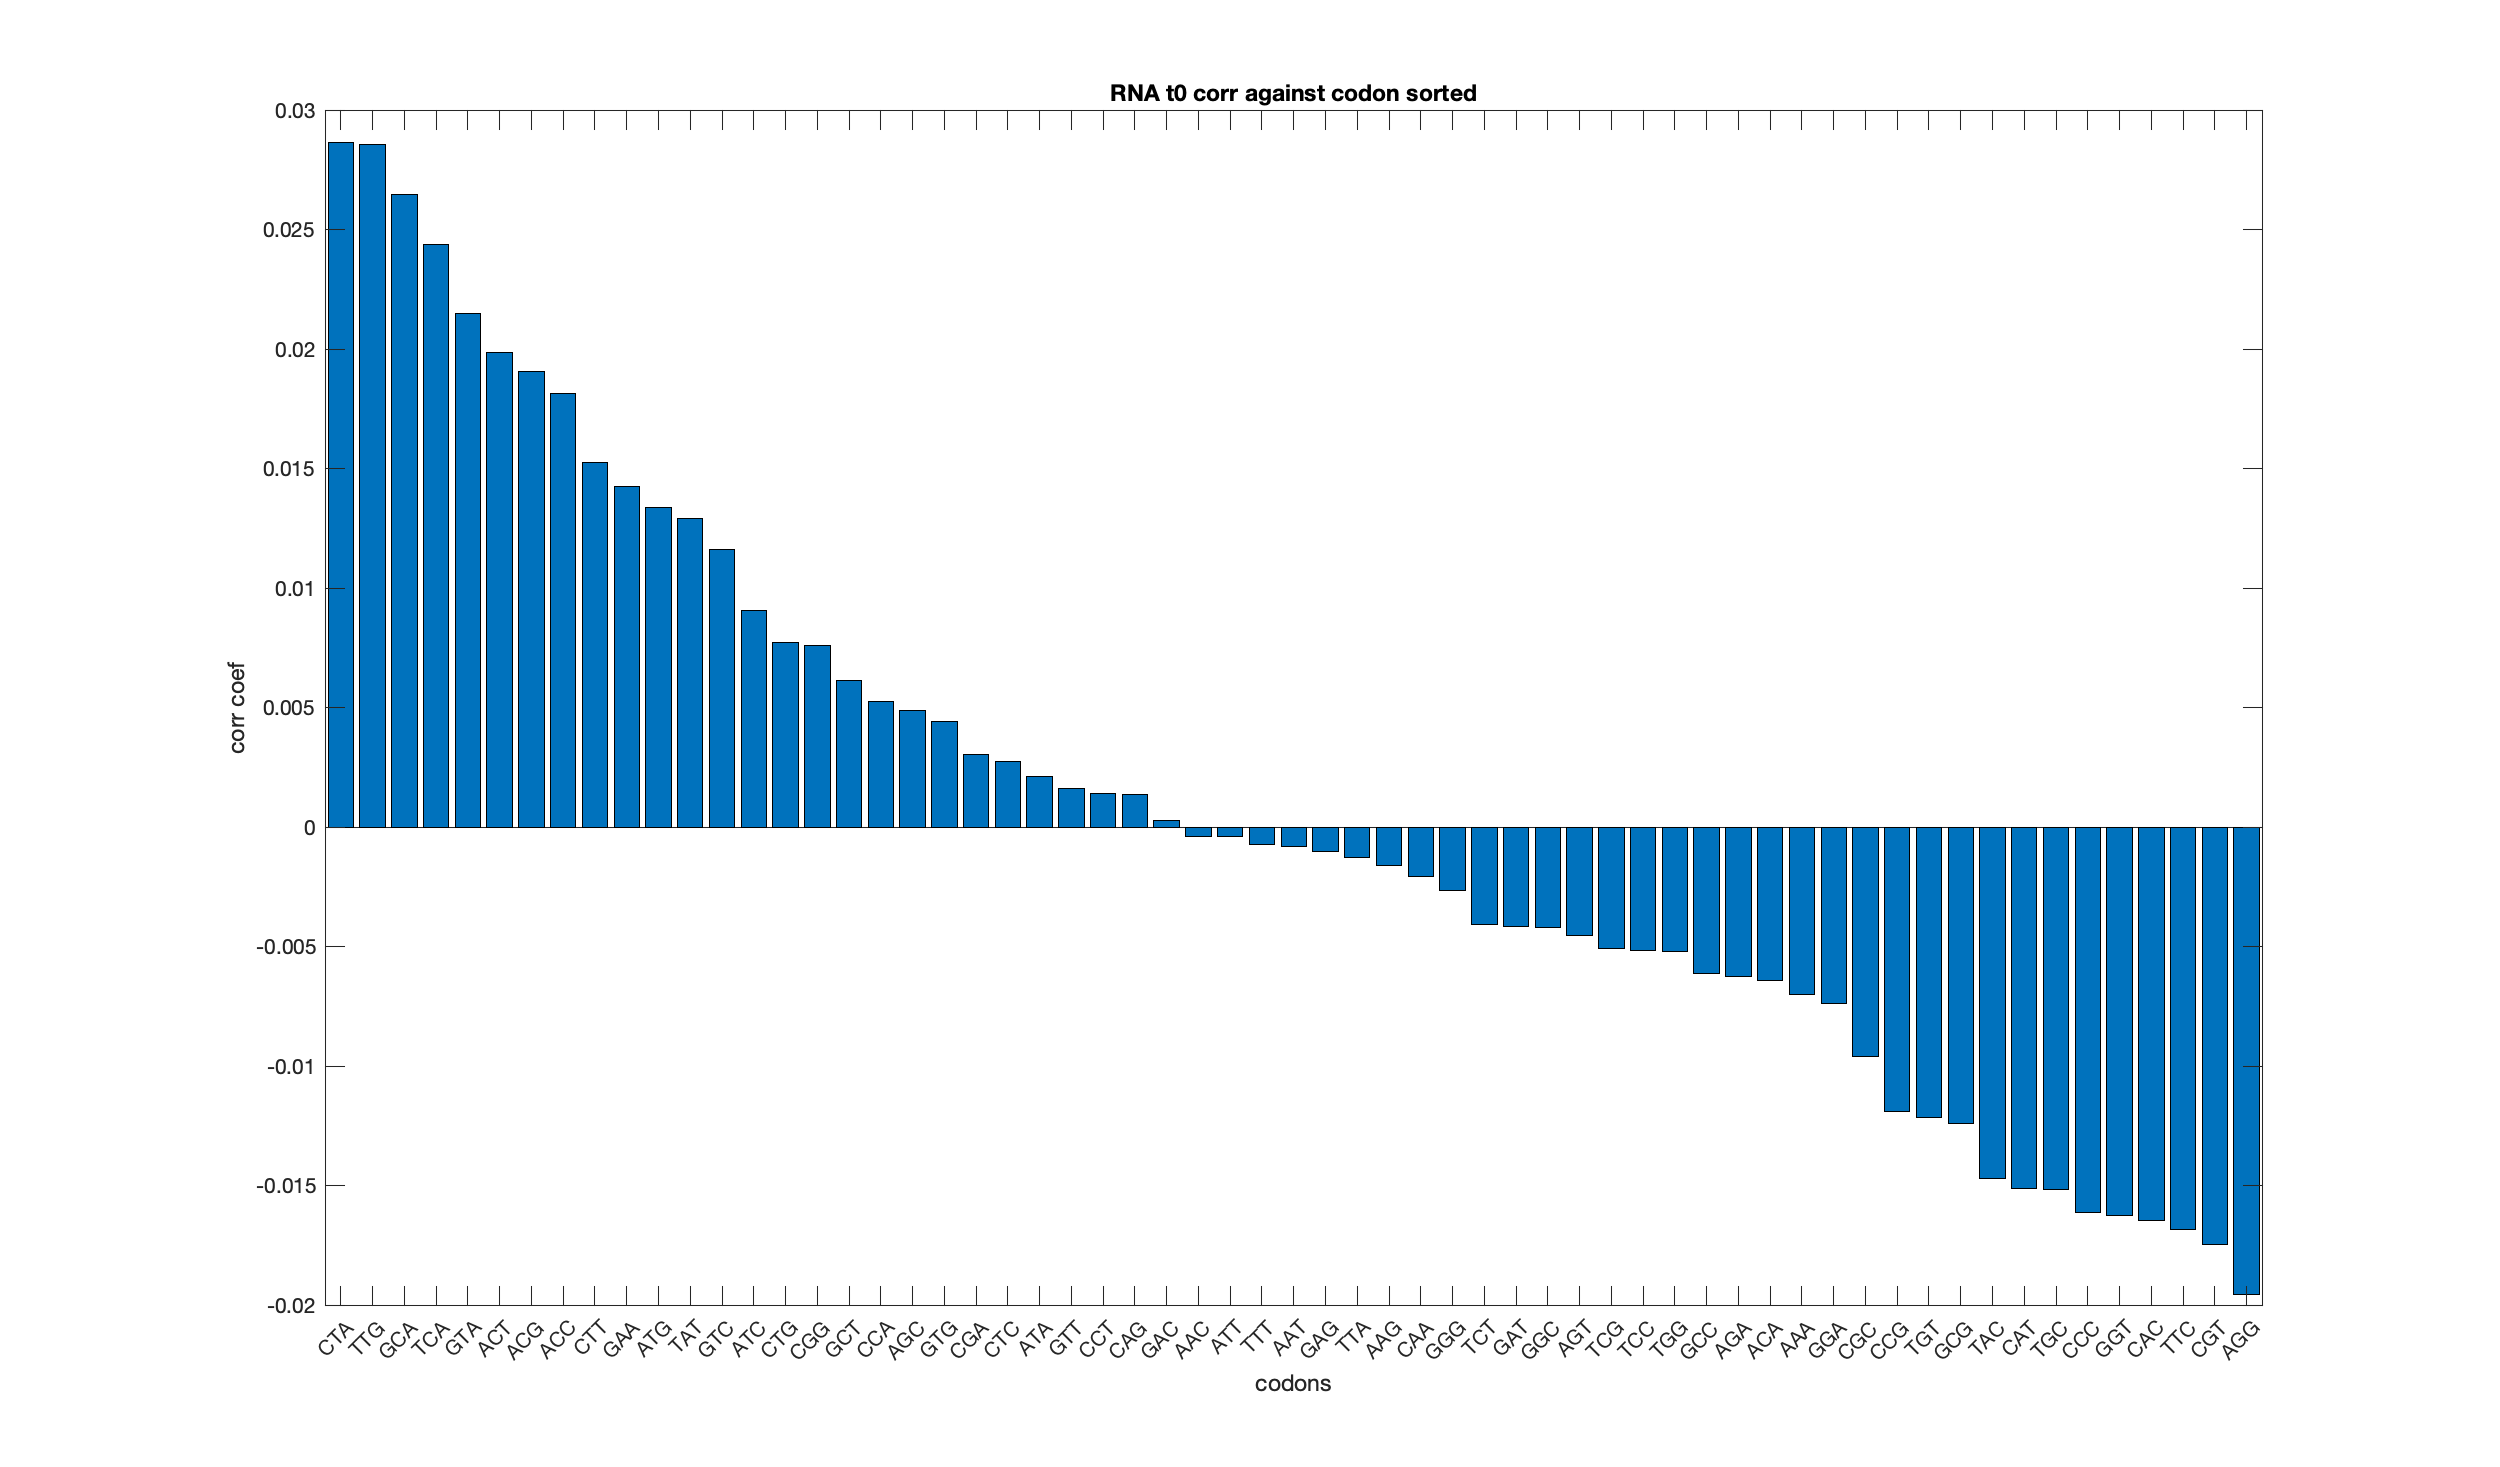 RNA t0 corr against codon sorted
0.03
0.025
0.02
0.015
0.01
0.005
0
-0.005
-0.01
-0.015
-0.02
corr coef
CTA TTG GCA TCA GTA ACT ACG ACC CTT GAA ATG TAT GTC ATC CTG CGG GCT CCA AGC GTG CGA CTC ATA GTT CCT CAG GAC AAC ATT TTT AAT GAG TTA AAG CAA GGG TCT GAT GGC AGT TCG TCC TGG GCC AGA ACA AAA GGA CGC CCG TGT GCG TAC CAT TGC CCC GGT CAC TTC CGT AGG
codons